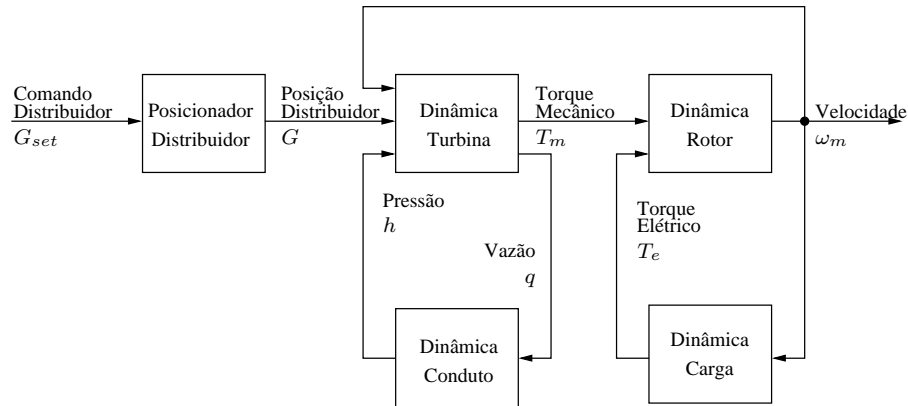 Comando
Distribuidor
G_set
Posicionador
Distribuidor
Posição
Distribuidor
G
Dinâmica
Turbina
Torque
Mecânico
T_m
Dinâmica
Rotor
Velocidade
ω_m
Pressão
h
Vazão
q
Torque
Elétrico
T_e
Dinâmica
Conduto
Dinâmica
Carga